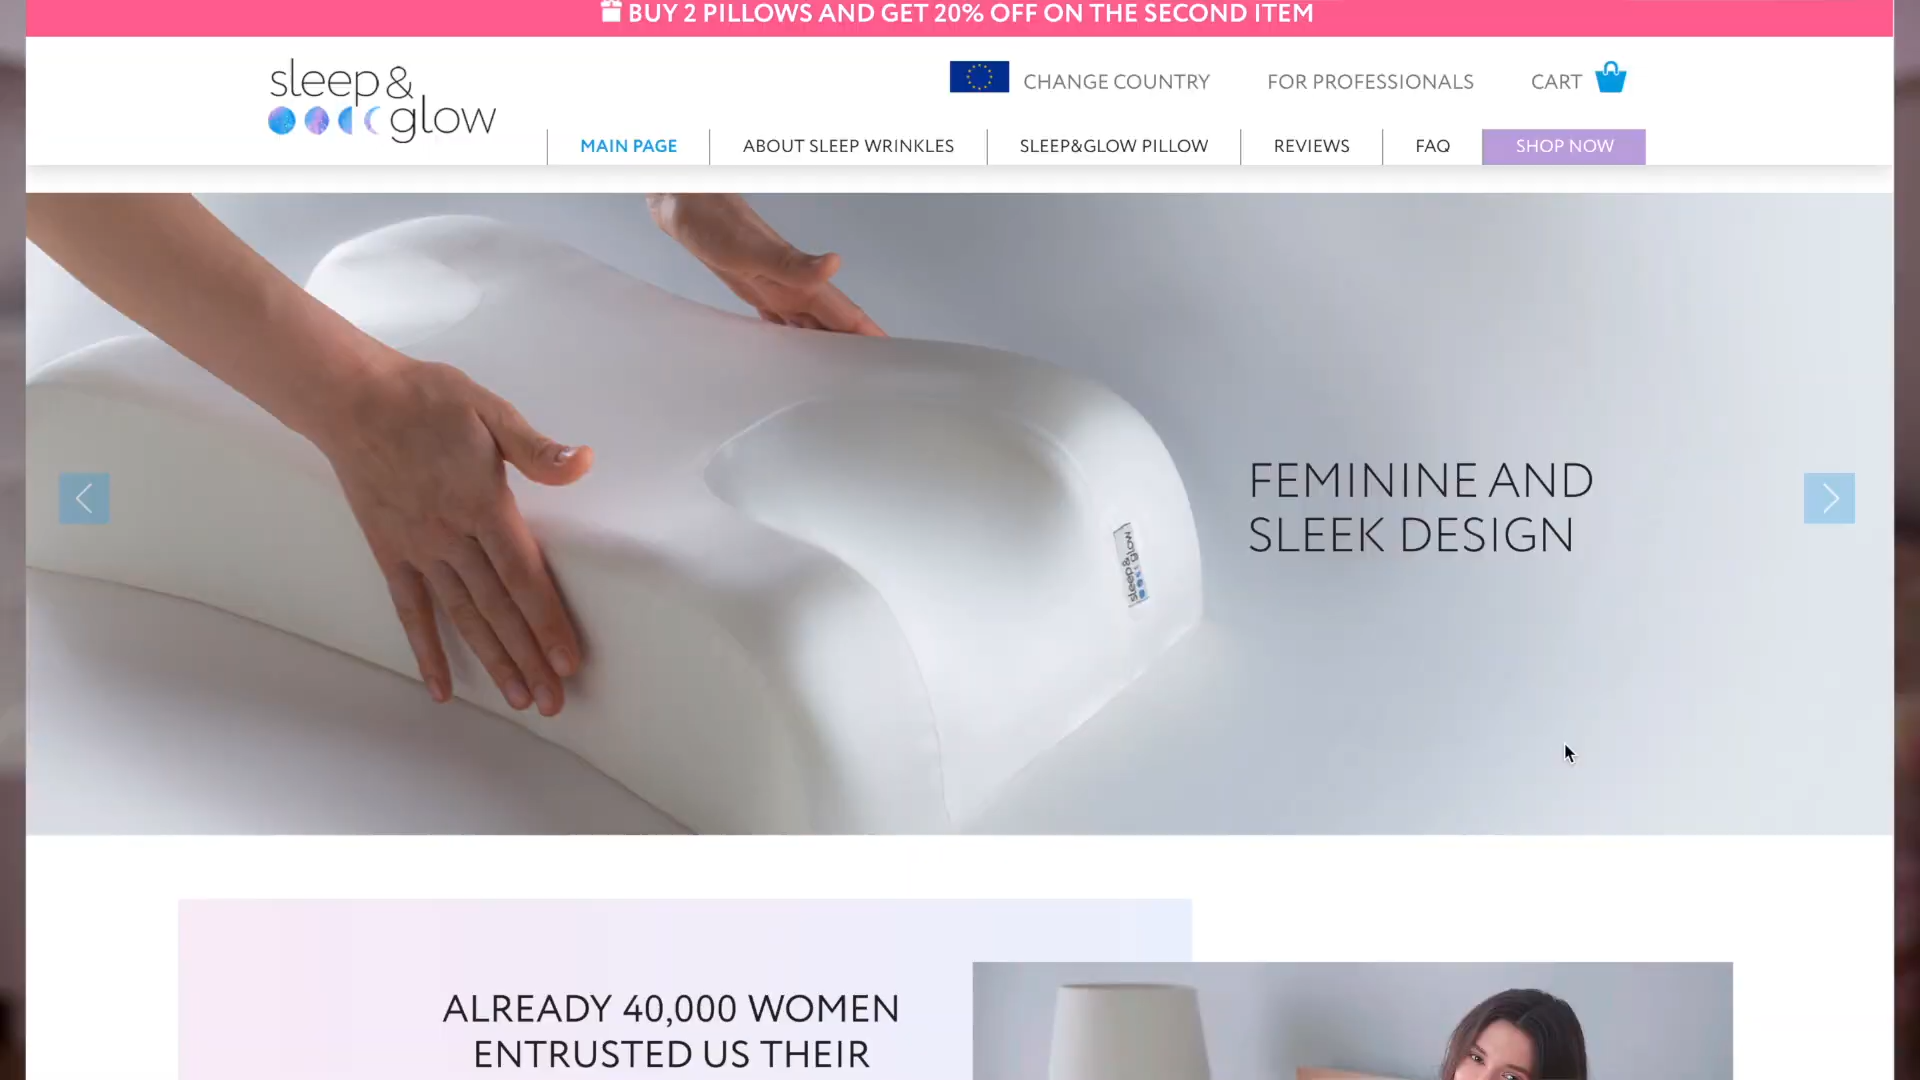 BUY 2 PILLOWS AND GET 20% OFF ON THE SECOND ITEM
sleep &
glow
CHANGE COUNTRY
FOR PROFESSIONALS
CART
MAIN PAGE
ABOUT SLEEP WRINKLES
SLEEP&GLOW PILLOW
REVIEWS
FAQ
SHOP NOW
sleep&glow
FEMININE AND
SLEEK DESIGN
ALREADY 40,000 WOMEN
ENTRUSTED US THEIR